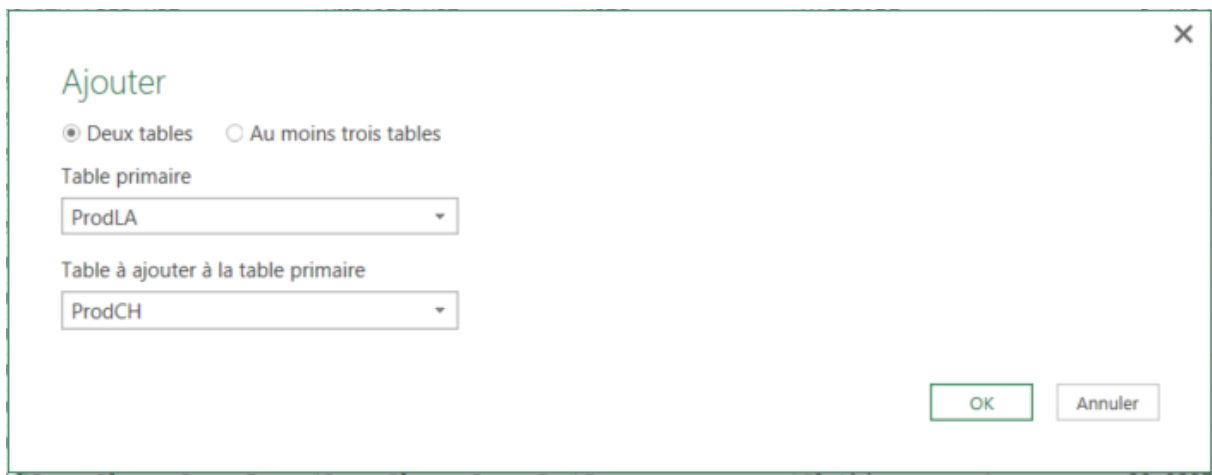 Ajouter
Deux tables Au moins trois tables
Table primaire
ProdLA
Table à ajouter à la table primaire
ProdCH
OK Annuler